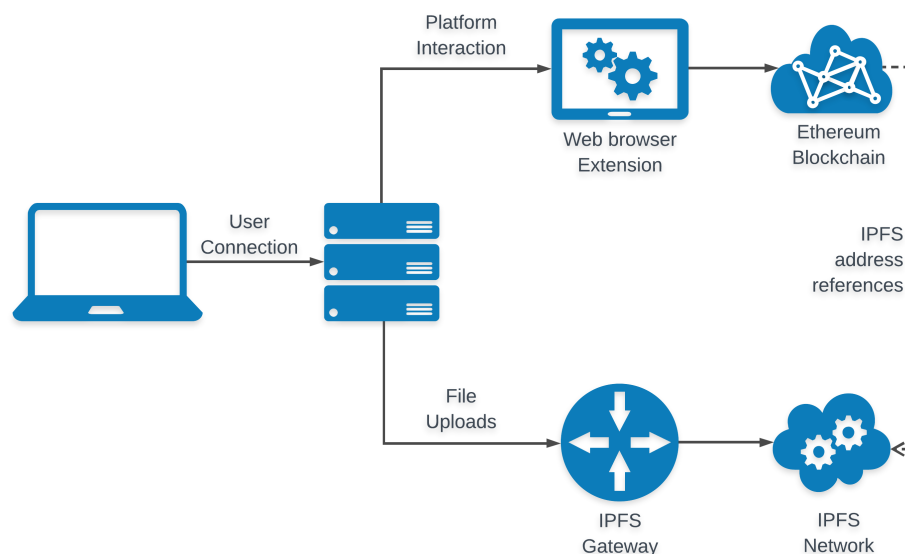 Platform
Interaction
Web browser
Extension
Ethereum
Blockchain
User
Connection
IPFS
address
references
File
Uploads
IPFS
Gateway
IPFS
Network